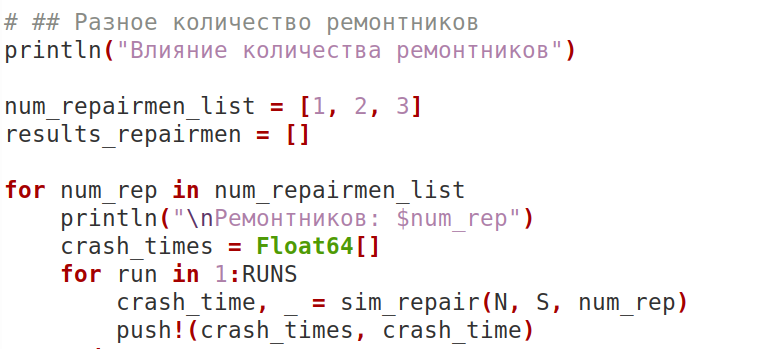 # ## Разное количество ремонтников
println("Влияние количества ремонтников")

num_repairmen_list = [1, 2, 3]
results_repairmen = []

for num_rep in num_repairmen_list
    println("\nРемонтников: $num_rep")
    crash_times = Float64[]
    for run in 1:RUNS
        crash_time, _ = sim_repair(N, S, num_rep)
        push!(crash_times, crash_time)